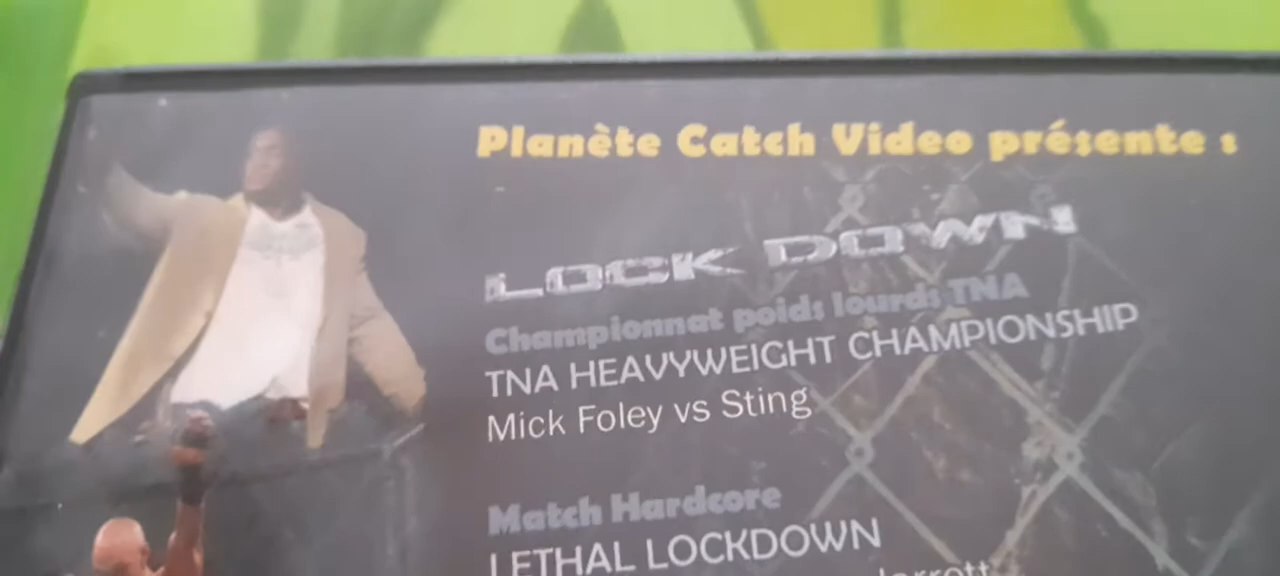 Planète Catch Video présente :
LOCK DOWN
Championnat poids lourds TNA
TNA HEAVYWEIGHT CHAMPIONSHIP
Mick Foley vs Sting
Match Hardcore
LETHAL LOCKDOWN
Jarrett